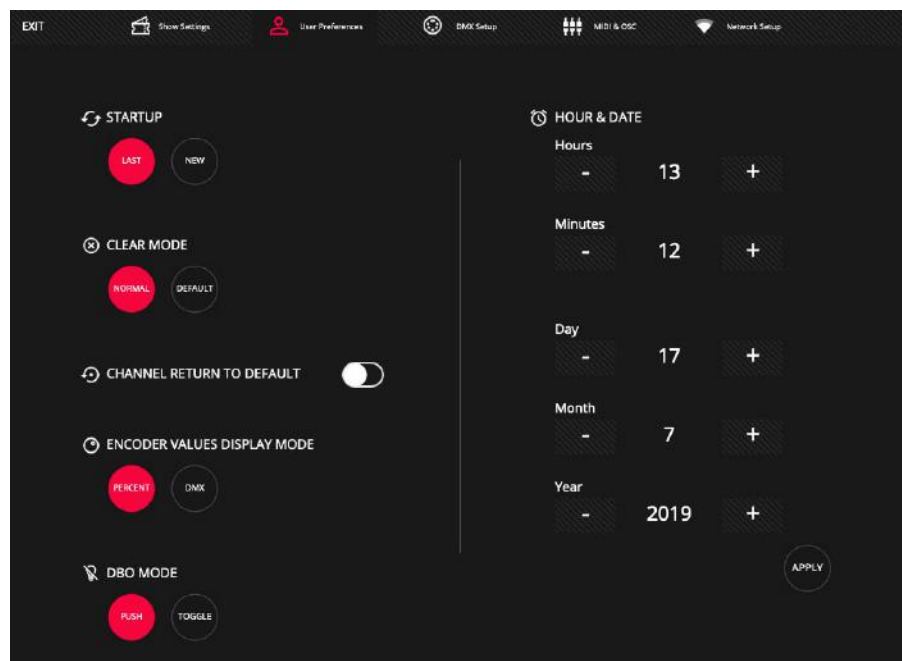 EXIT Show Settings User Preferences DMX Setup MIDI & OSC Network Setup
STARTUP
LAST NEW
CLEAR MODE
NORMAL DEFAULT
CHANNEL RETURN TO DEFAULT
ENCODER VALUES DISPLAY MODE
PERCENT DMX
DBO MODE
PUSH TOGGLE
HOUR & DATE
Hours
- 13 +
Minutes
- 12 +
Day
- 17 +
Month
- 7 +
Year
- 2019 +
APPLY